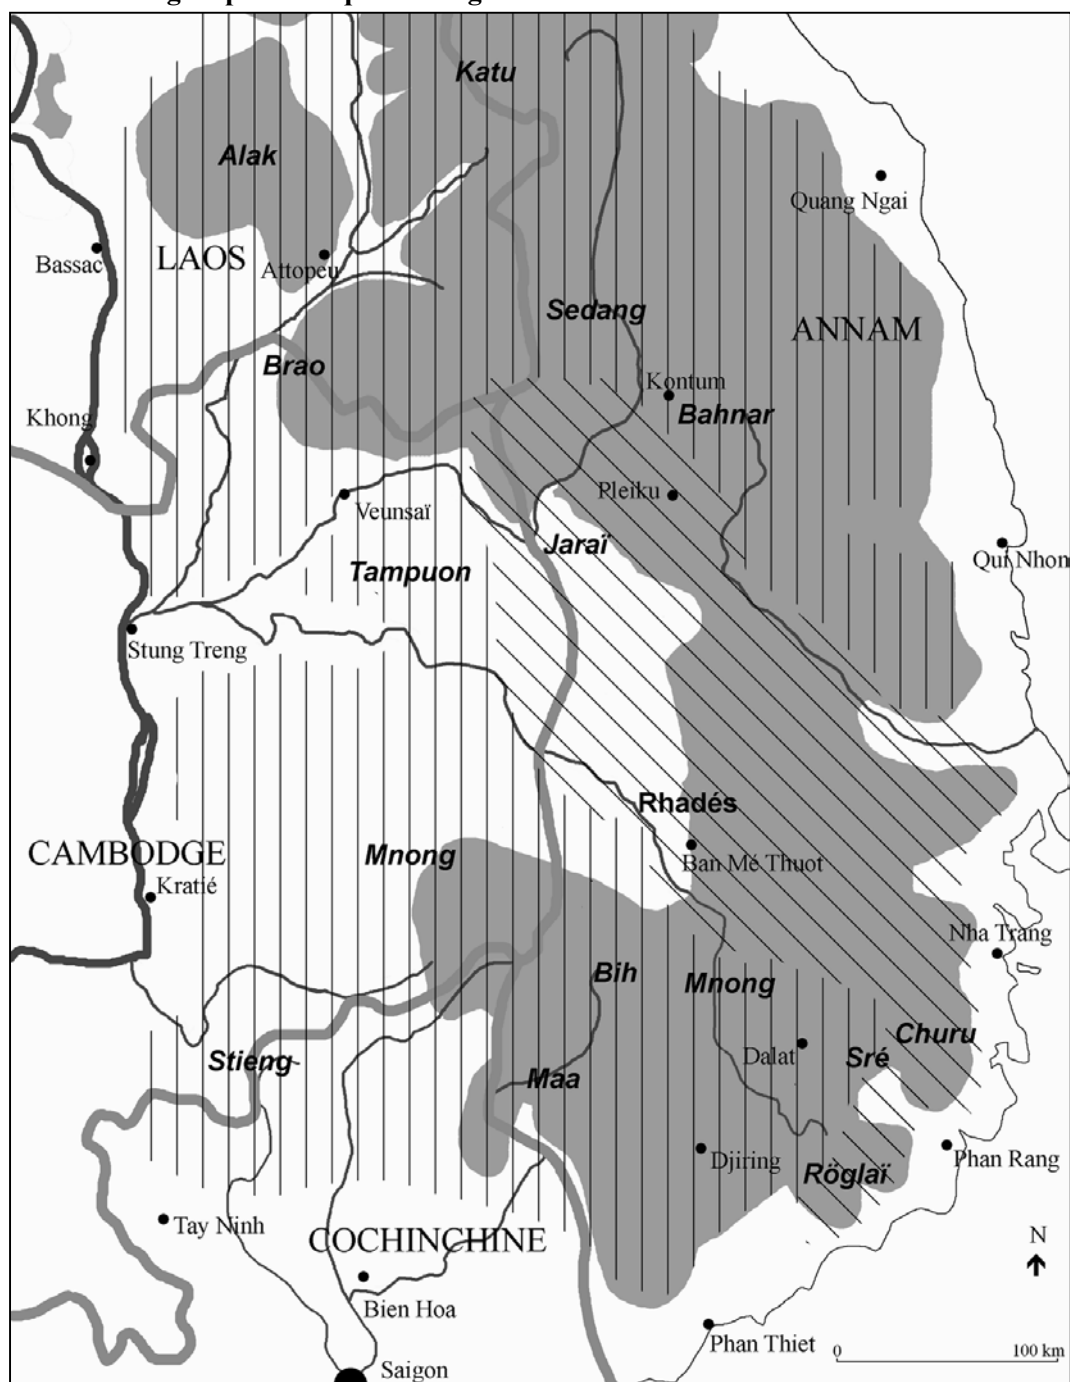 Katu
Alak
Quang Ngai
Bassac
LAOS
Attopeu
Sedang
ANNAM
Brao
Kontum
Bahnar
Khong
Pleiku
Veunsaï
Jaraï
Qui Nhon
Tampuon
Stung Treng
Rhadés
CAMBODGE
Mnong
Ban Mé Thuot
Kratié
Nha Trang
Bih
Mnong
Churu
Dalat
Sré
Stieng
Maa
Djiring
Phan Rang
Röglaï
Tay Ninh
COCHINCHINE
N
Bien Hoa
Phan Thiet
0 100 km
Saigon